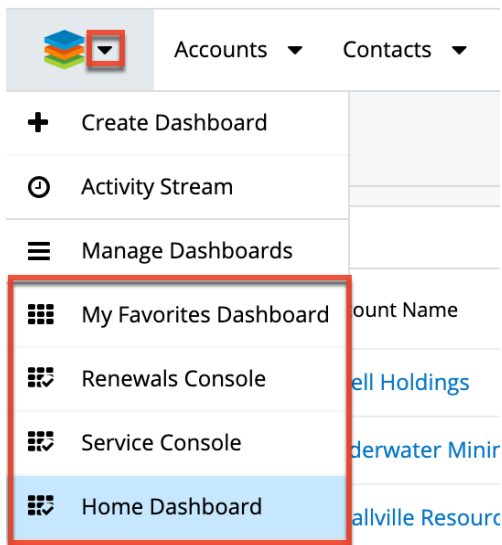 Accounts Contacts
Create Dashboard
Activity Stream
Manage Dashboards
My Favorites Dashboard
ount Name
Renewals Console
ell Holdings
Service Console
derwater Minin
Home Dashboard
allville Resourc